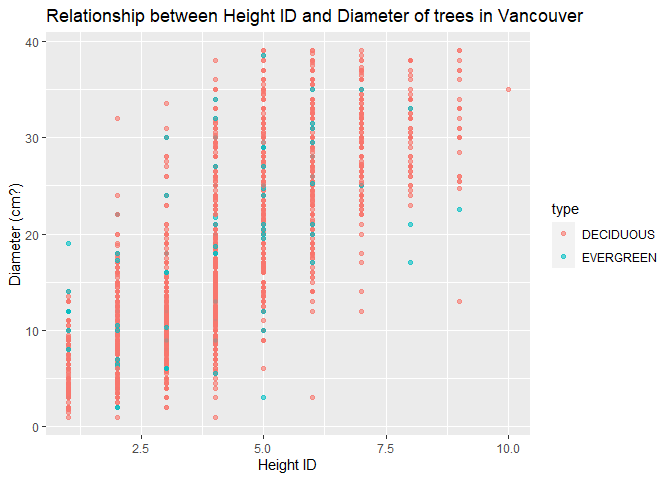 Relationship between Height ID and Diameter of trees in Vancouver
40
30
20
10
0
Diameter (cm?)
2.5
5.0
7.5
10.0
Height ID
type
DECIDUOUS
EVERGREEN